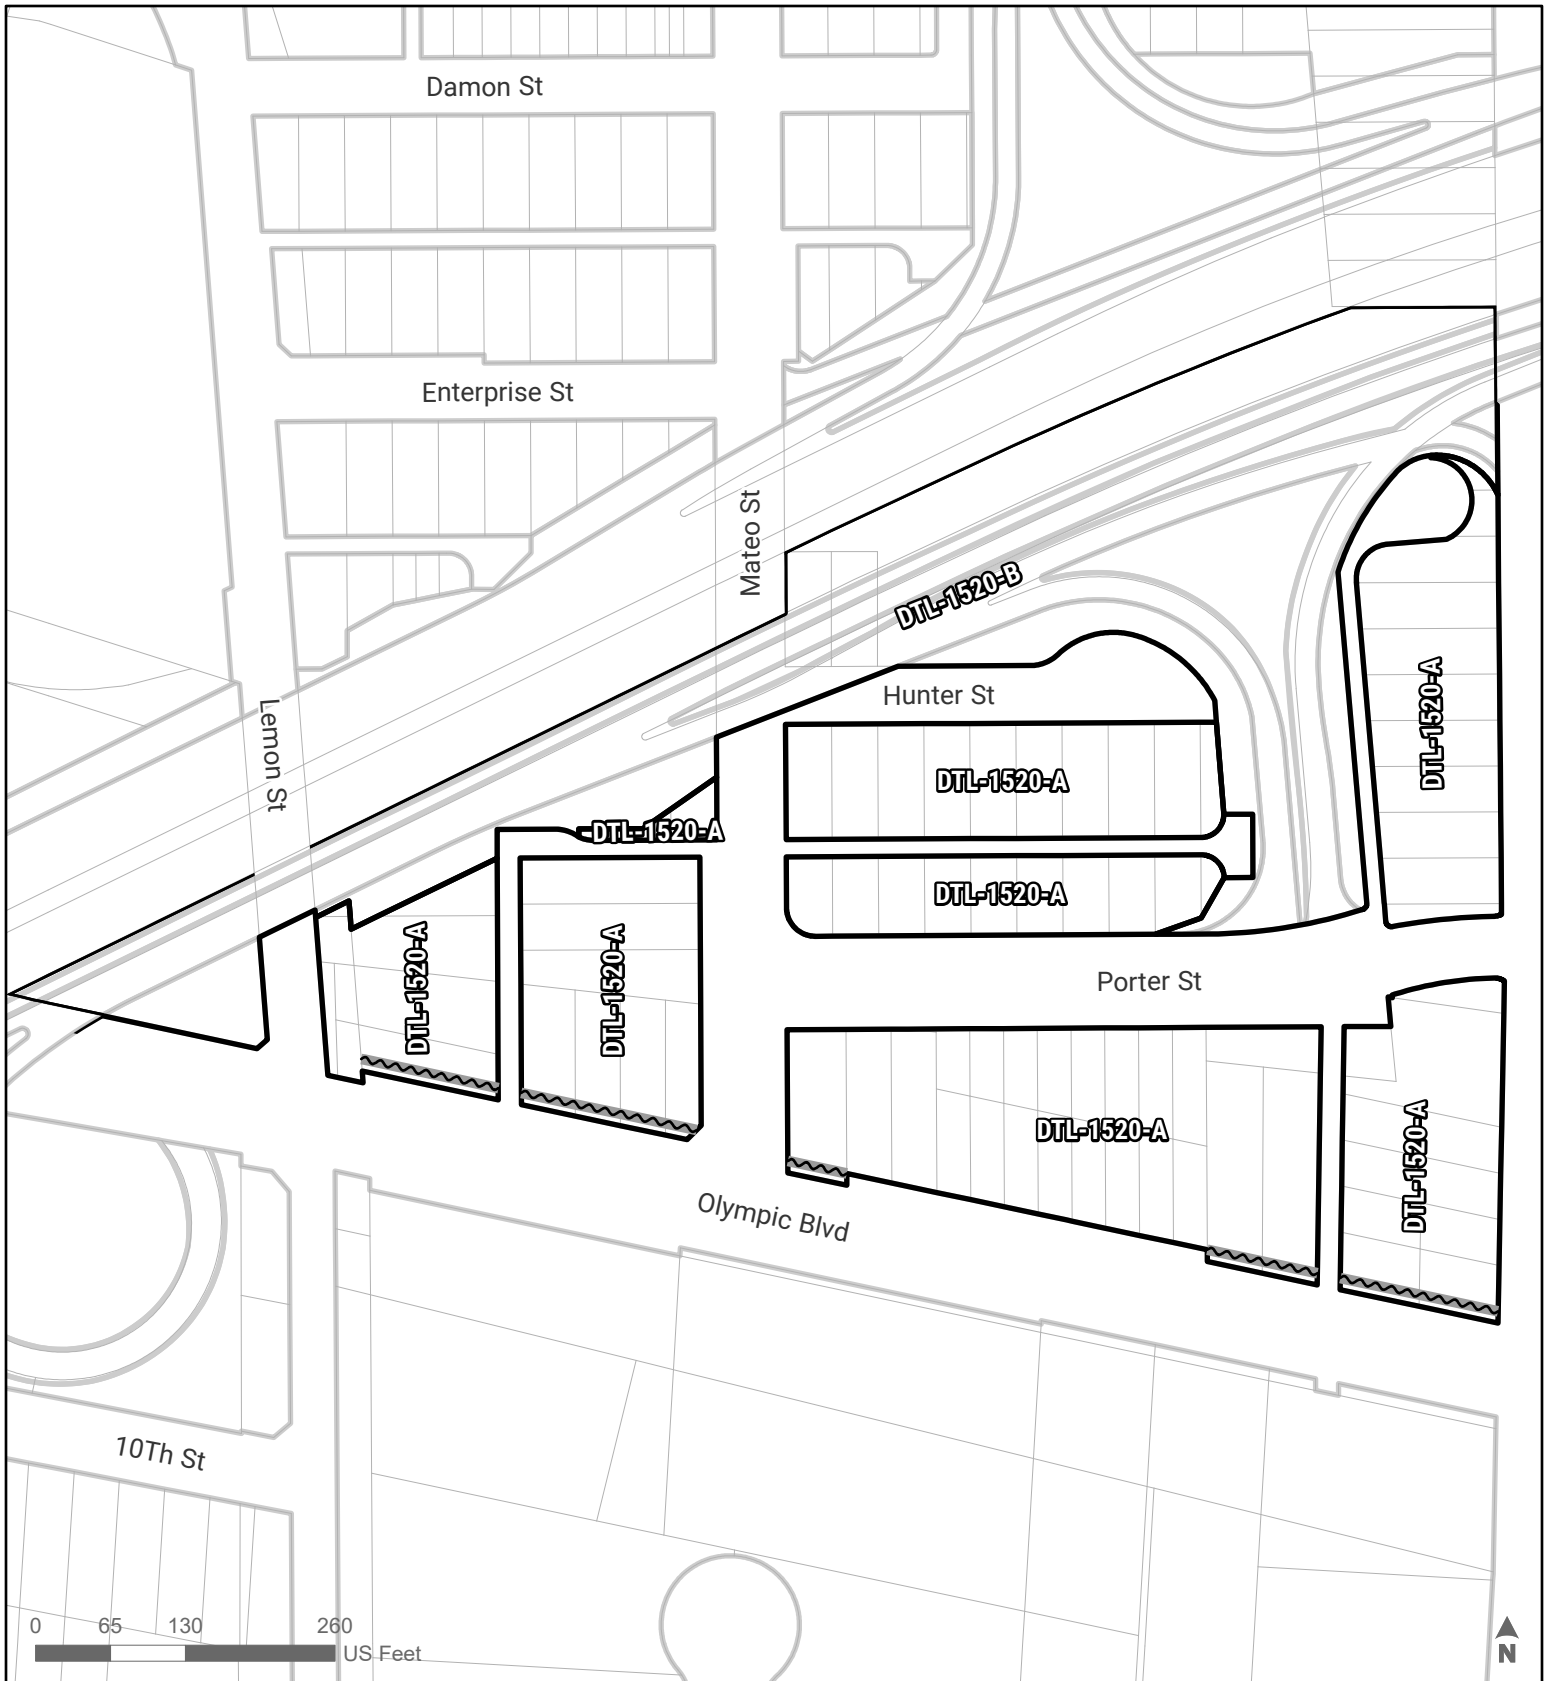 Damon St
Enterprise St
Mateo St
DTL-1520-B
Hunter St
DTL-1520-A
Lemon St
DTL-1520-A
DTL-1520-A
DTL-1520-A
DTL-1520-A
DTL-1520-A
Porter St
DTL-1520-A
DTL-1520-A
Olympic Blvd
10Th St
0 65 130 260
US Feet
N